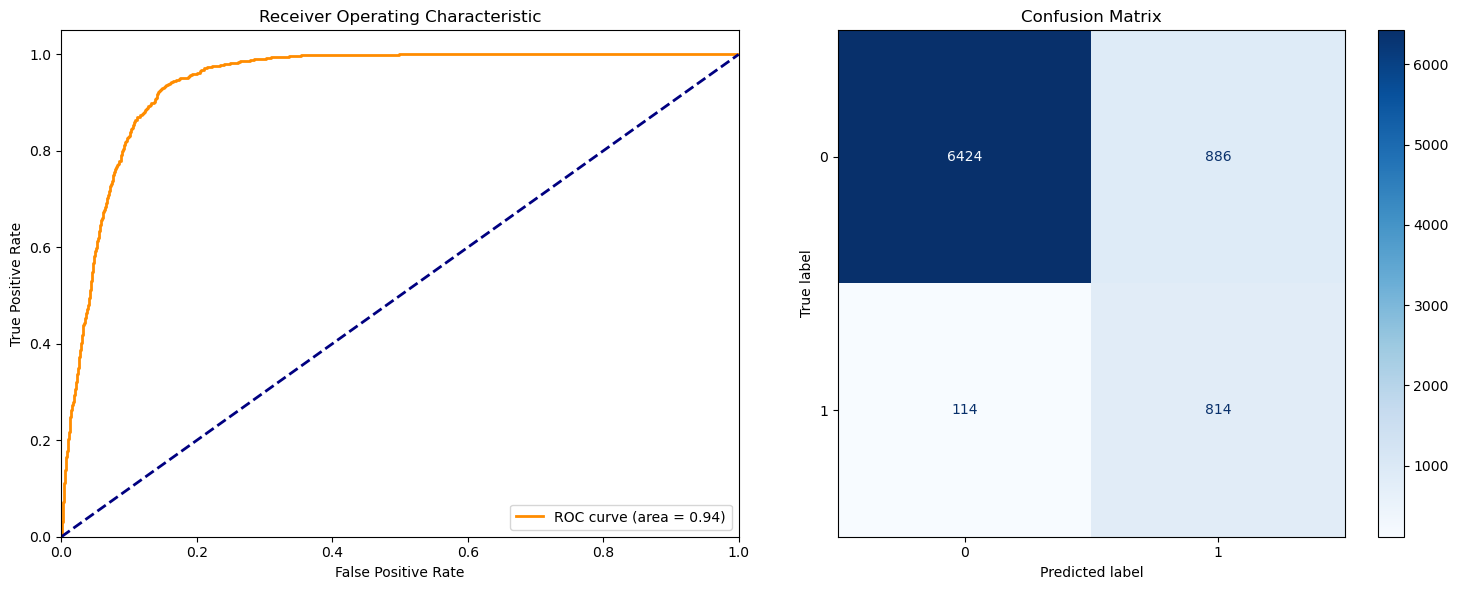 Receiver Operating Characteristic
1.0
0.8
0.6
0.4
0.2
0.0
True Positive Rate
0.0 0.2 0.4 0.6 0.8 1.0
False Positive Rate
ROC curve (area = 0.94)
Confusion Matrix
0
1
True label
6424 886
114 814
0 1
Predicted label
6000
5000
4000
3000
2000
1000